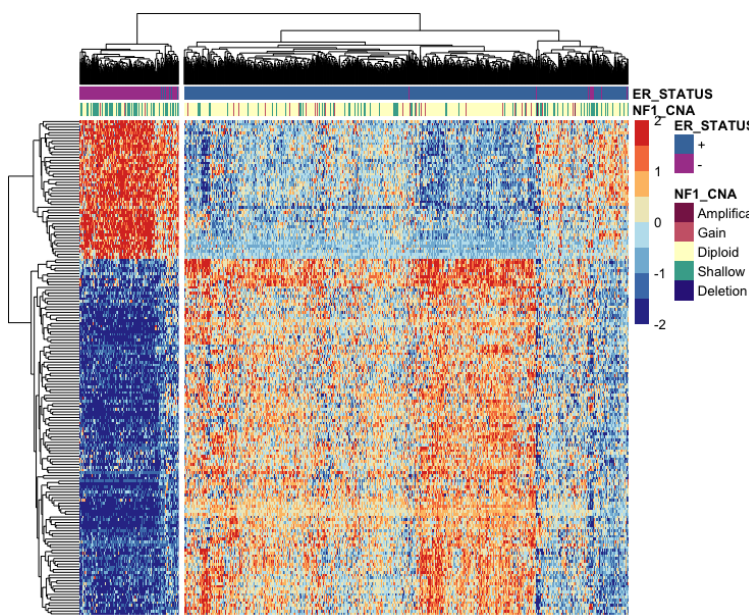 ER_STATUS
NF1_CNA
2
1
0
-1
-2
ER_STATUS
+
-
NF1_CNA
Amplifica
Gain
Diploid
Shallow
Deletion